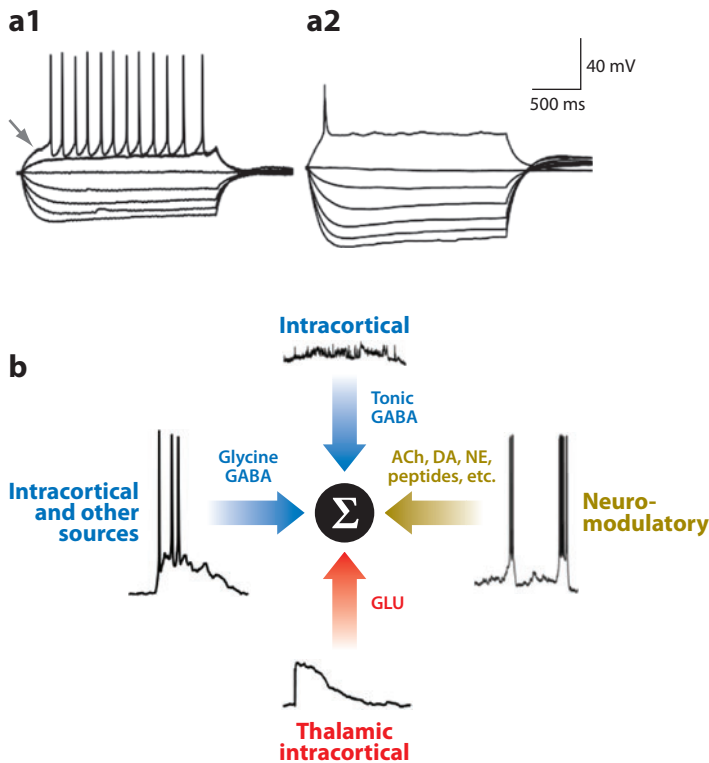 a1
a2
40 mV
500 ms
b
Intracortical
Tonic
GABA
Glycine
GABA
ACh, DA, NE,
peptides, etc.
Intracortical
and other
sources
Σ
Neuro-
modulatory
GLU
Thalamic
intracortical